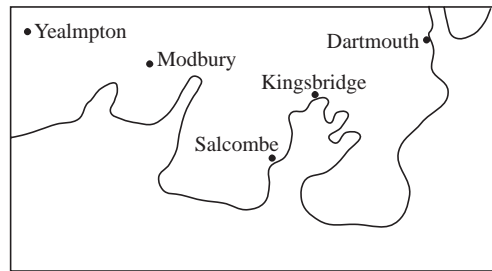 Yealmpton
Dartmouth
Modbury
Kingsbridge
Salcombe